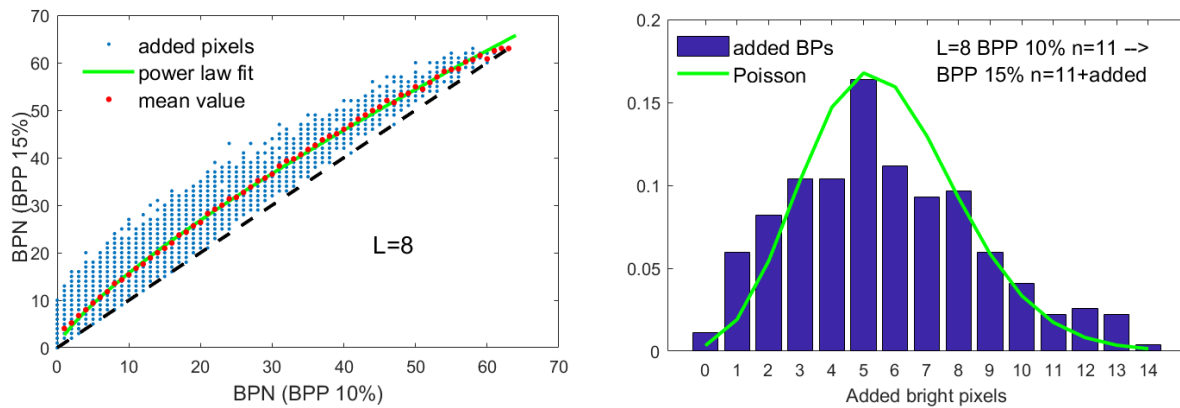 70
60
50
40
30
20
10
0
BPN (BPP 15%)
added pixels
power law fit
mean value
L=8
0 10 20 30 40 50 60 70
BPN (BPP 10%)
0.2
0.15
0.1
0.05
0
added BPs
Poisson
L=8 BPP 10% n=11 -->
BPP 15% n=11+added
0 1 2 3 4 5 6 7 8 9 10 11 12 13 14
Added bright pixels